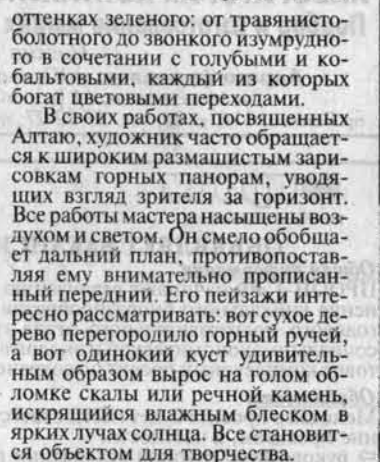 оттенках зеленого: от травянисто-
болотного до звонкого изумрудно-
го в сочетании с голубыми и ко-
бальтовыми, каждый из которых
богат цветовыми переходами.
В своих работах, посвященных
Алтаю, художник часто обращает-
ся к широким размашистым зари-
совкам горных панорам, уводя-
щих взгляд зрителя за горизонт.
Все работы мастера насыщены воз-
духом и светом. Он смело обобща-
ет дальний план, противопостав-
ляя ему внимательно прописан-
ный передний. Его пейзажи инте-
ресно рассматривать: вот сухое де-
рево перегородило горный ручей,
а вот одинокий куст удивитель-
ным образом вырос на голом об-
ломке скалы или речной камень,
искрящийся влажным блеском в
ярких лучах солнца. Все становит-
ся объектом для творчества.